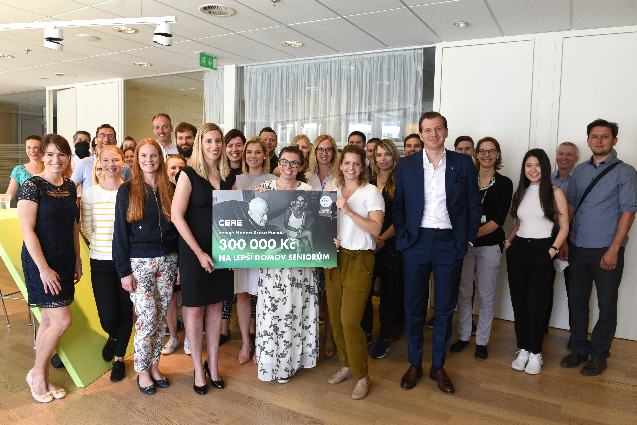 CBRE
300 000 Kč
NA LEPŠÍ DOMOV SENIORŮM